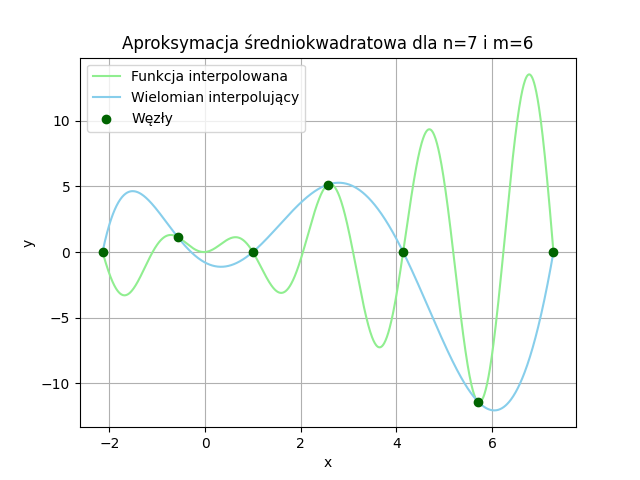 Aproksymacja średniokwadratowa dla n=7 i m=6
Funkcja interpolowana
Wielomian interpolujący
Węzły
y
10
5
0
−5
−10
−2
0
2
4
6
x